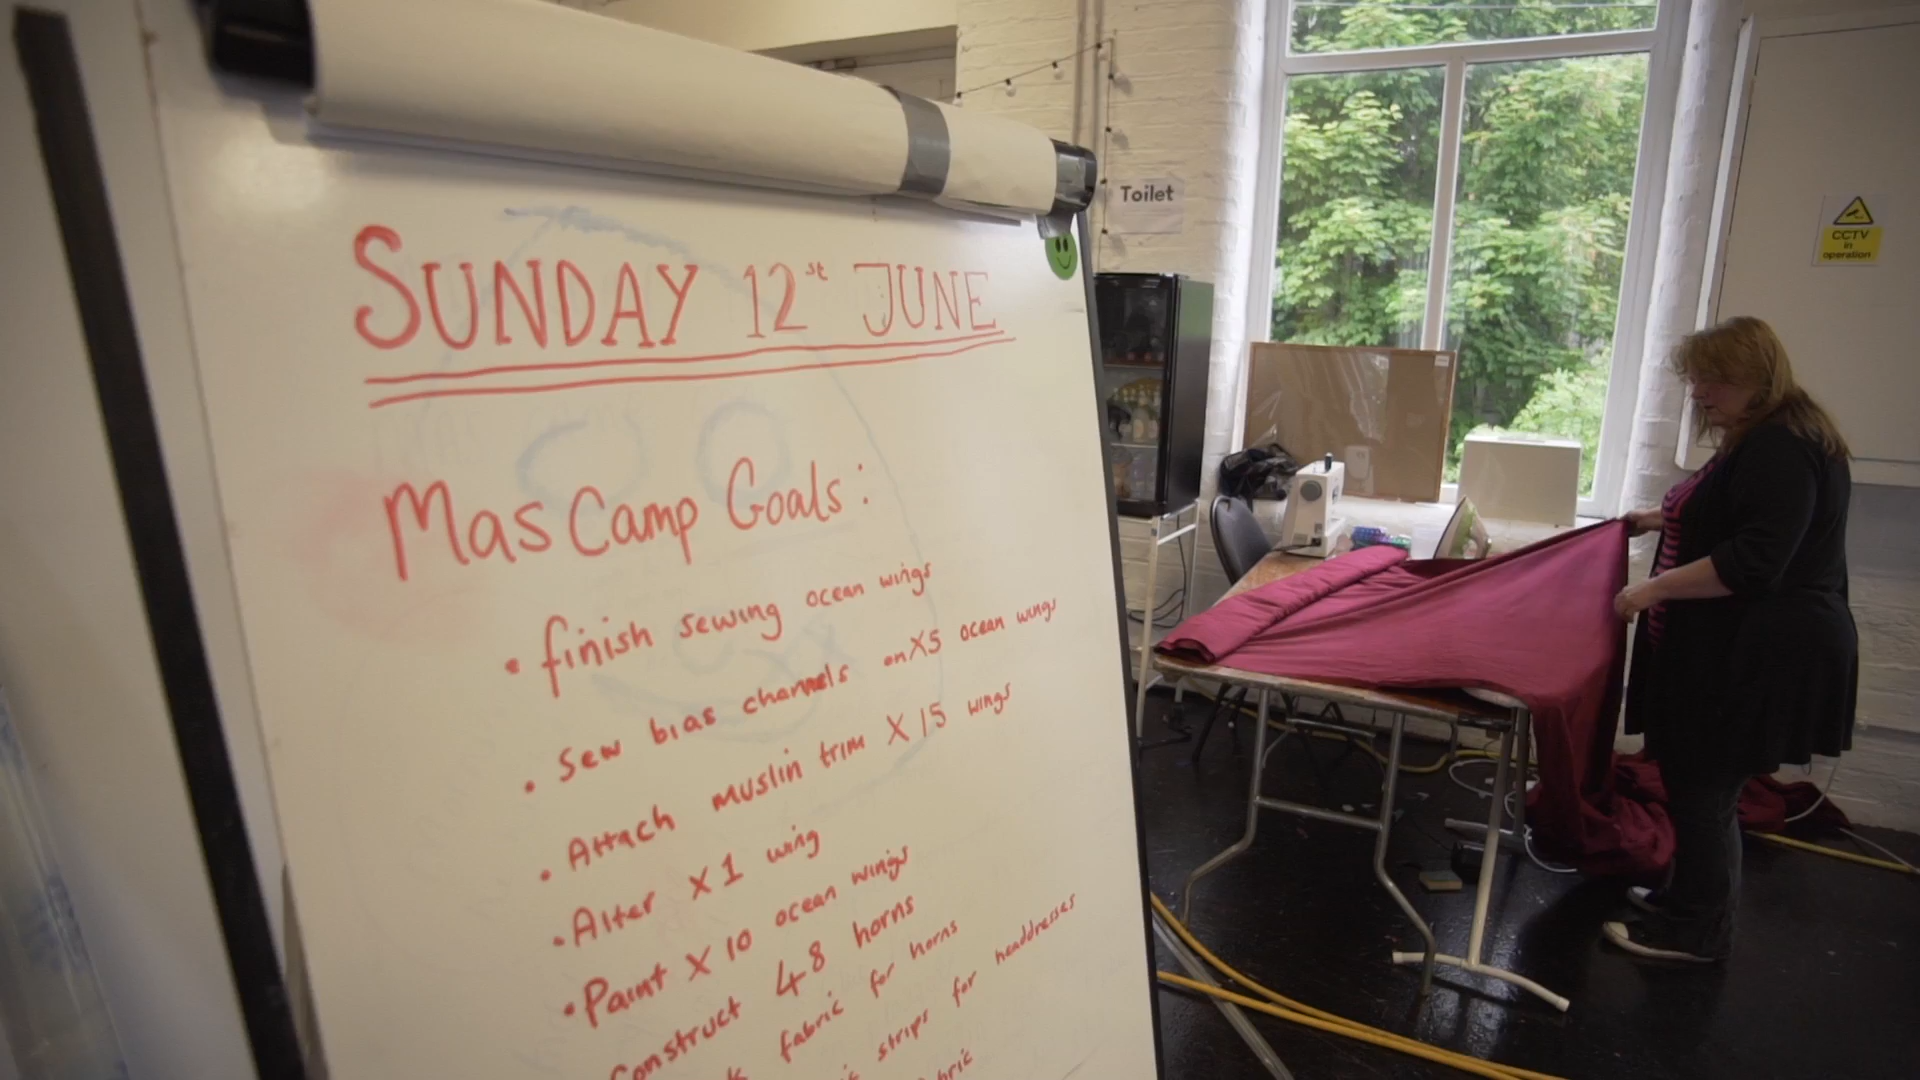 SUNDAY 12st JUNE
Mas Camp Goals:
• finish sewing ocean wings
• Sew bias channels on X5 ocean wings
• Attach muslin trim X 15 wings
• Alter X 1 wing
• Paint X 10 ocean wings
Construct 48 horns
fabric for horns
strips for headdresses
Toilet
CCTV
in
operation